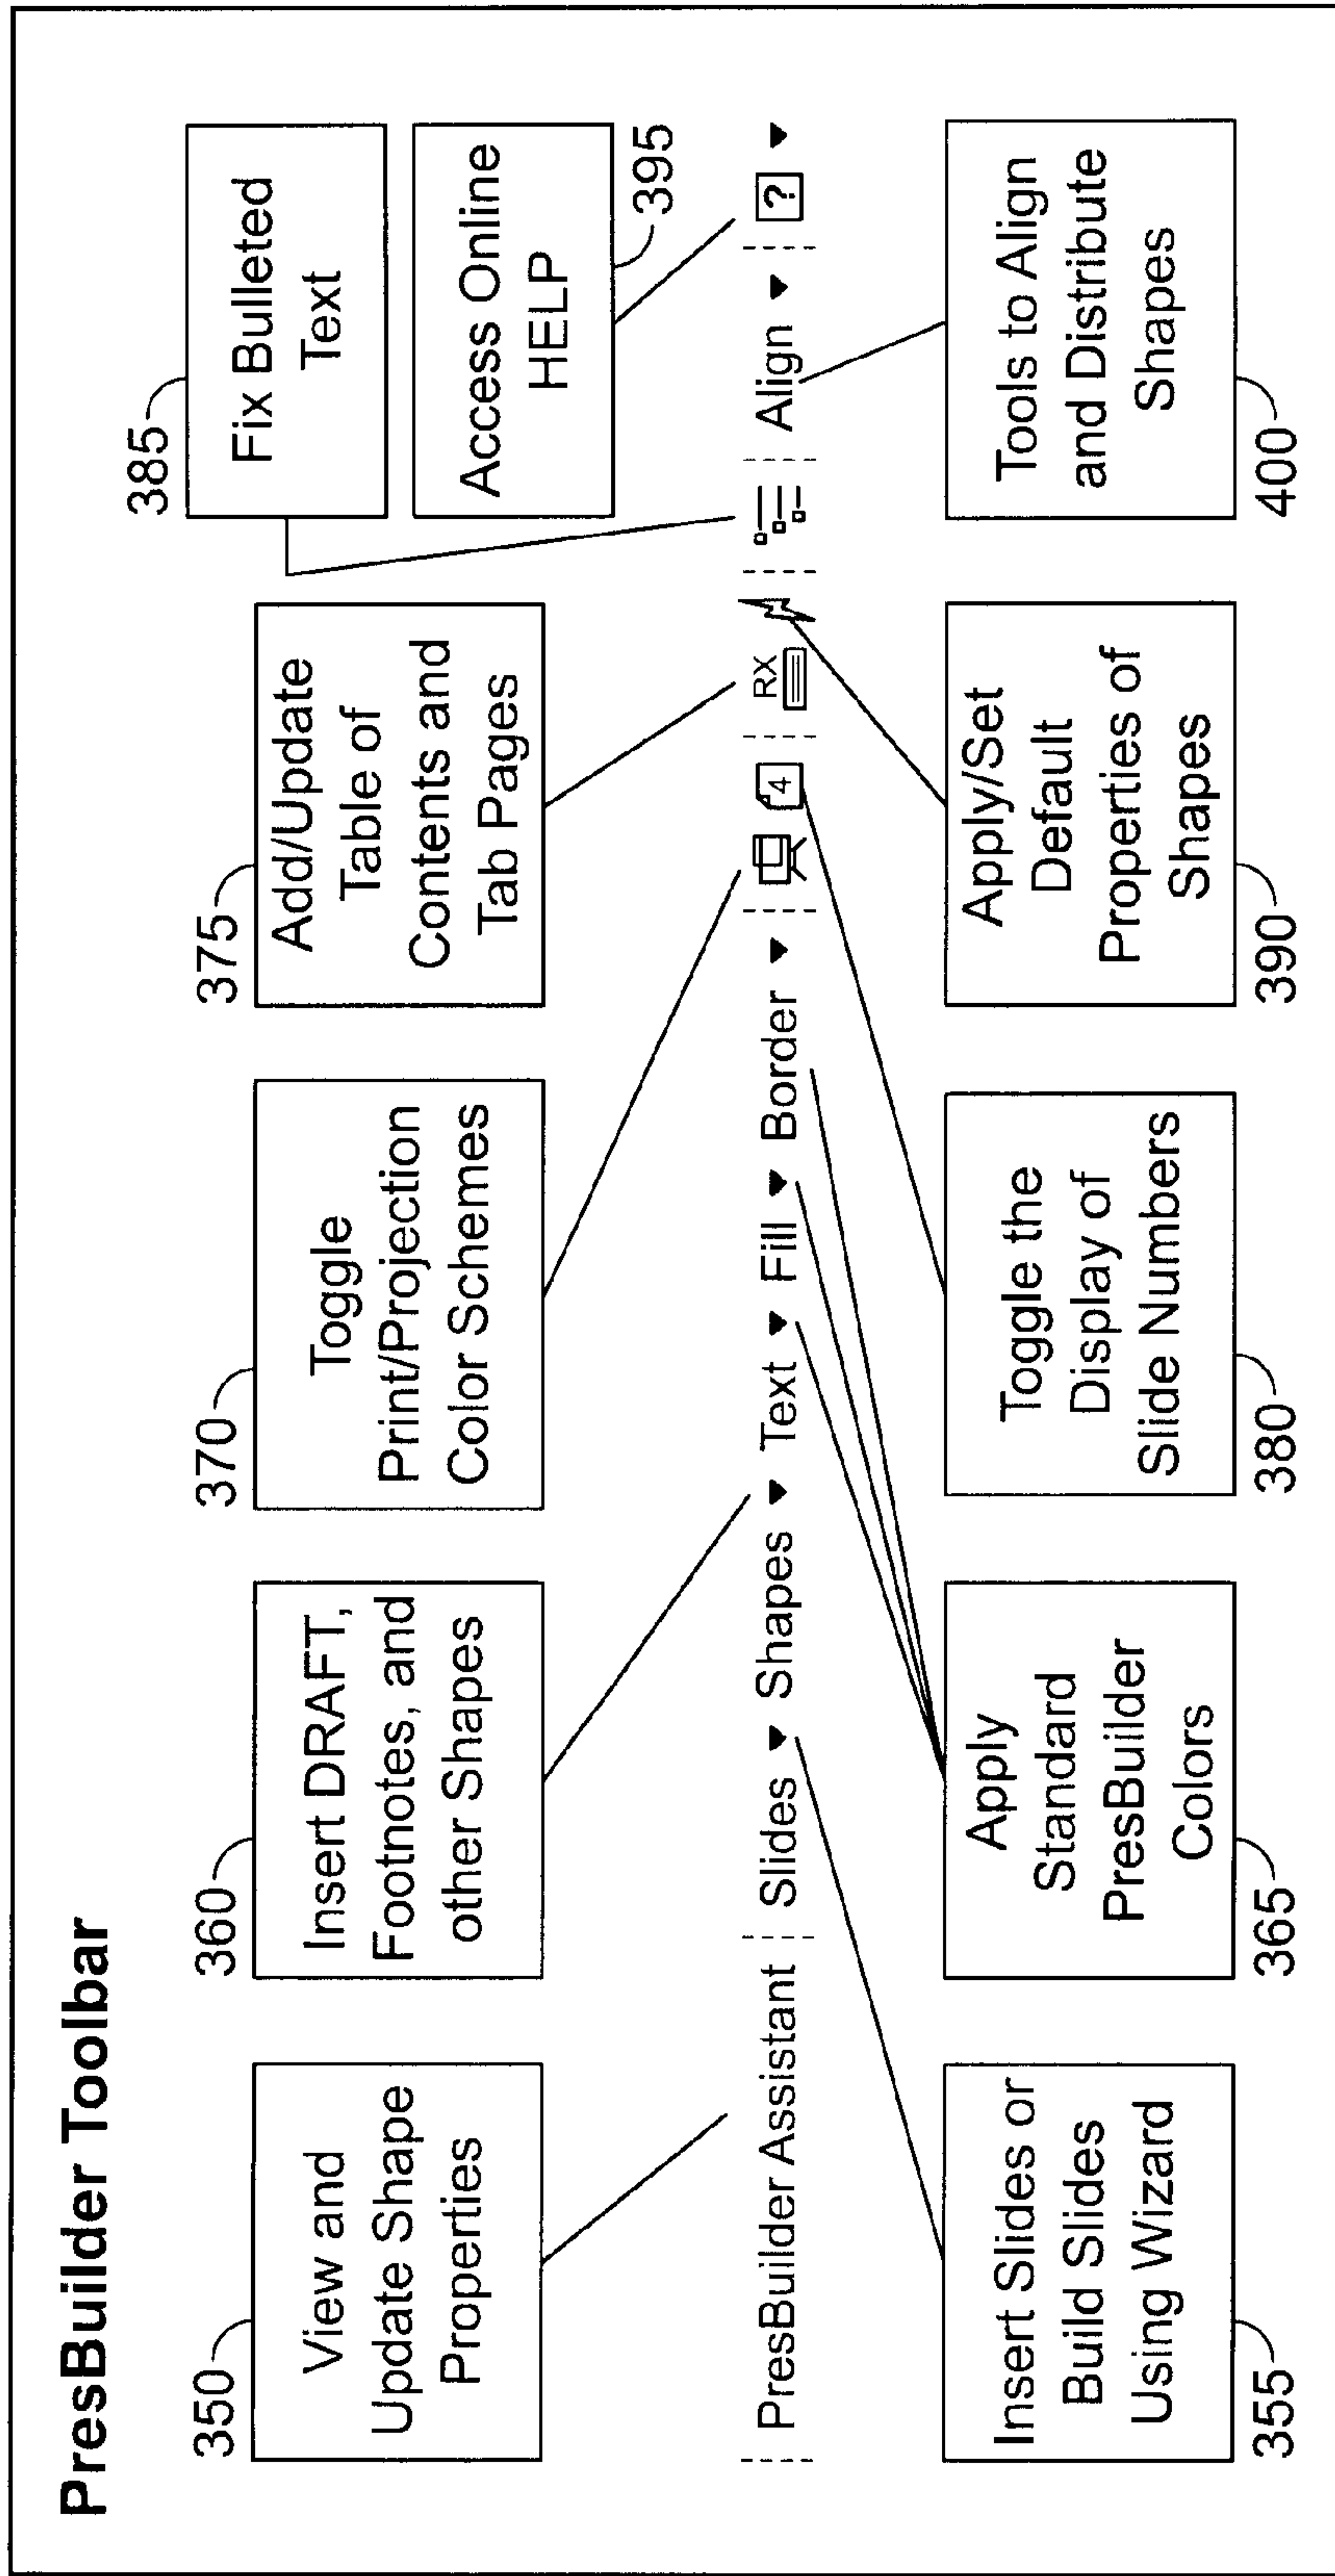 PresBuilder Toolbar
350
View and
Update Shape
Properties
360
Insert DRAFT,
Footnotes, and
other Shapes
370
Toggle
Print/Projection
Color Schemes
375
Add/Update
Table of
Contents and
Tab Pages
385
Fix Bulleted
Text
Access Online
HELP
395
PresBuilder Assistant Slides Shapes Text Fill Border 4 RX Align ?
Insert Slides or
Build Slides
Using Wizard
355
Apply
Standard
PresBuilder
Colors
365
Toggle the
Display of
Slide Numbers
380
Apply/Set
Default
Properties of
Shapes
390
Tools to Align
and Distribute
Shapes
400